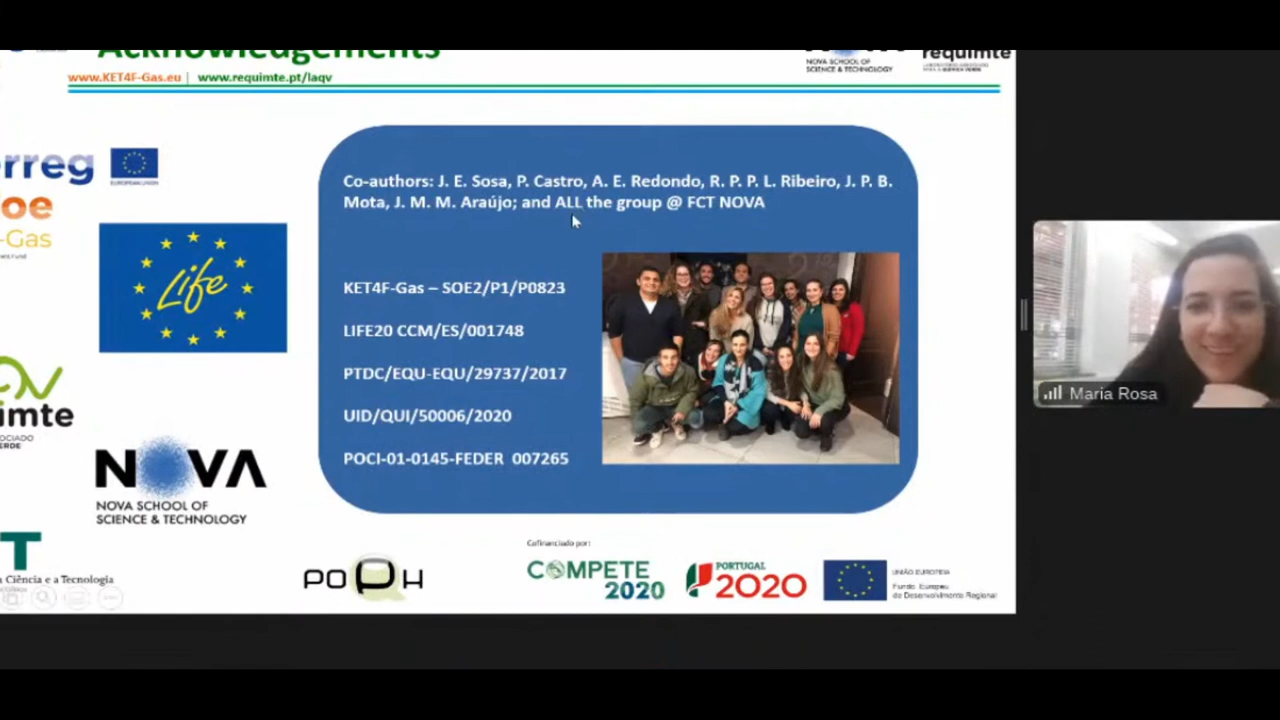 Acknowledgements
www.KET4F-Gas.eu | www.requimte.pt/laqv
NOVA SCHOOL OF
SCIENCE & TECHNOLOGY
requimte
rreg
EUROPEAN UNION
oe
-Gas
Life
imte
OCIADO
ERDE
NOVA
NOVA SCHOOL OF
SCIENCE & TECHNOLOGY
T
a Ciência e a Tecnologia
Co-authors: J. E. Sosa, P. Castro, A. E. Redondo, R. P. P. L. Ribeiro, J. P. B.
Mota, J. M. M. Araújo; and ALL the group @ FCT NOVA
KET4F-Gas – SOE2/P1/P0823
LIFE20 CCM/ES/001748
PTDC/EQU-EQU/29737/2017
UID/QUI/50006/2020
POCI-01-0145-FEDER 007265
Maria Rosa
POPH
Cofinanciado por:
COMPETE
2020
PORTUGAL
2020
UNIÃO EUROPEIA
Fundo Europeu
de Desenvolvimento Regional